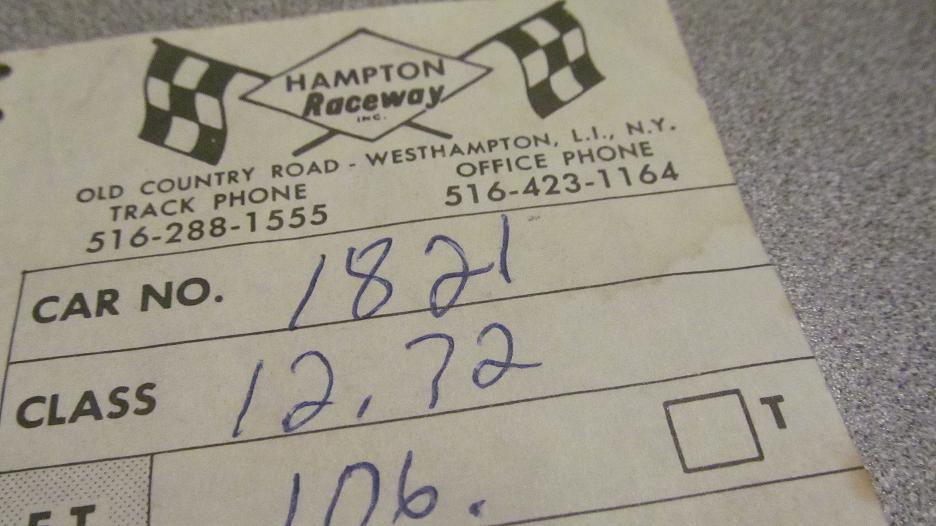 HAMPTON
Raceway
INC.
OLD COUNTRY ROAD - WESTHAMPTON, L.I., N.Y.
TRACK PHONE OFFICE PHONE
516-288-1555 516-423-1164
CAR NO. 1821
CLASS 12.72
T
E.T. 106.